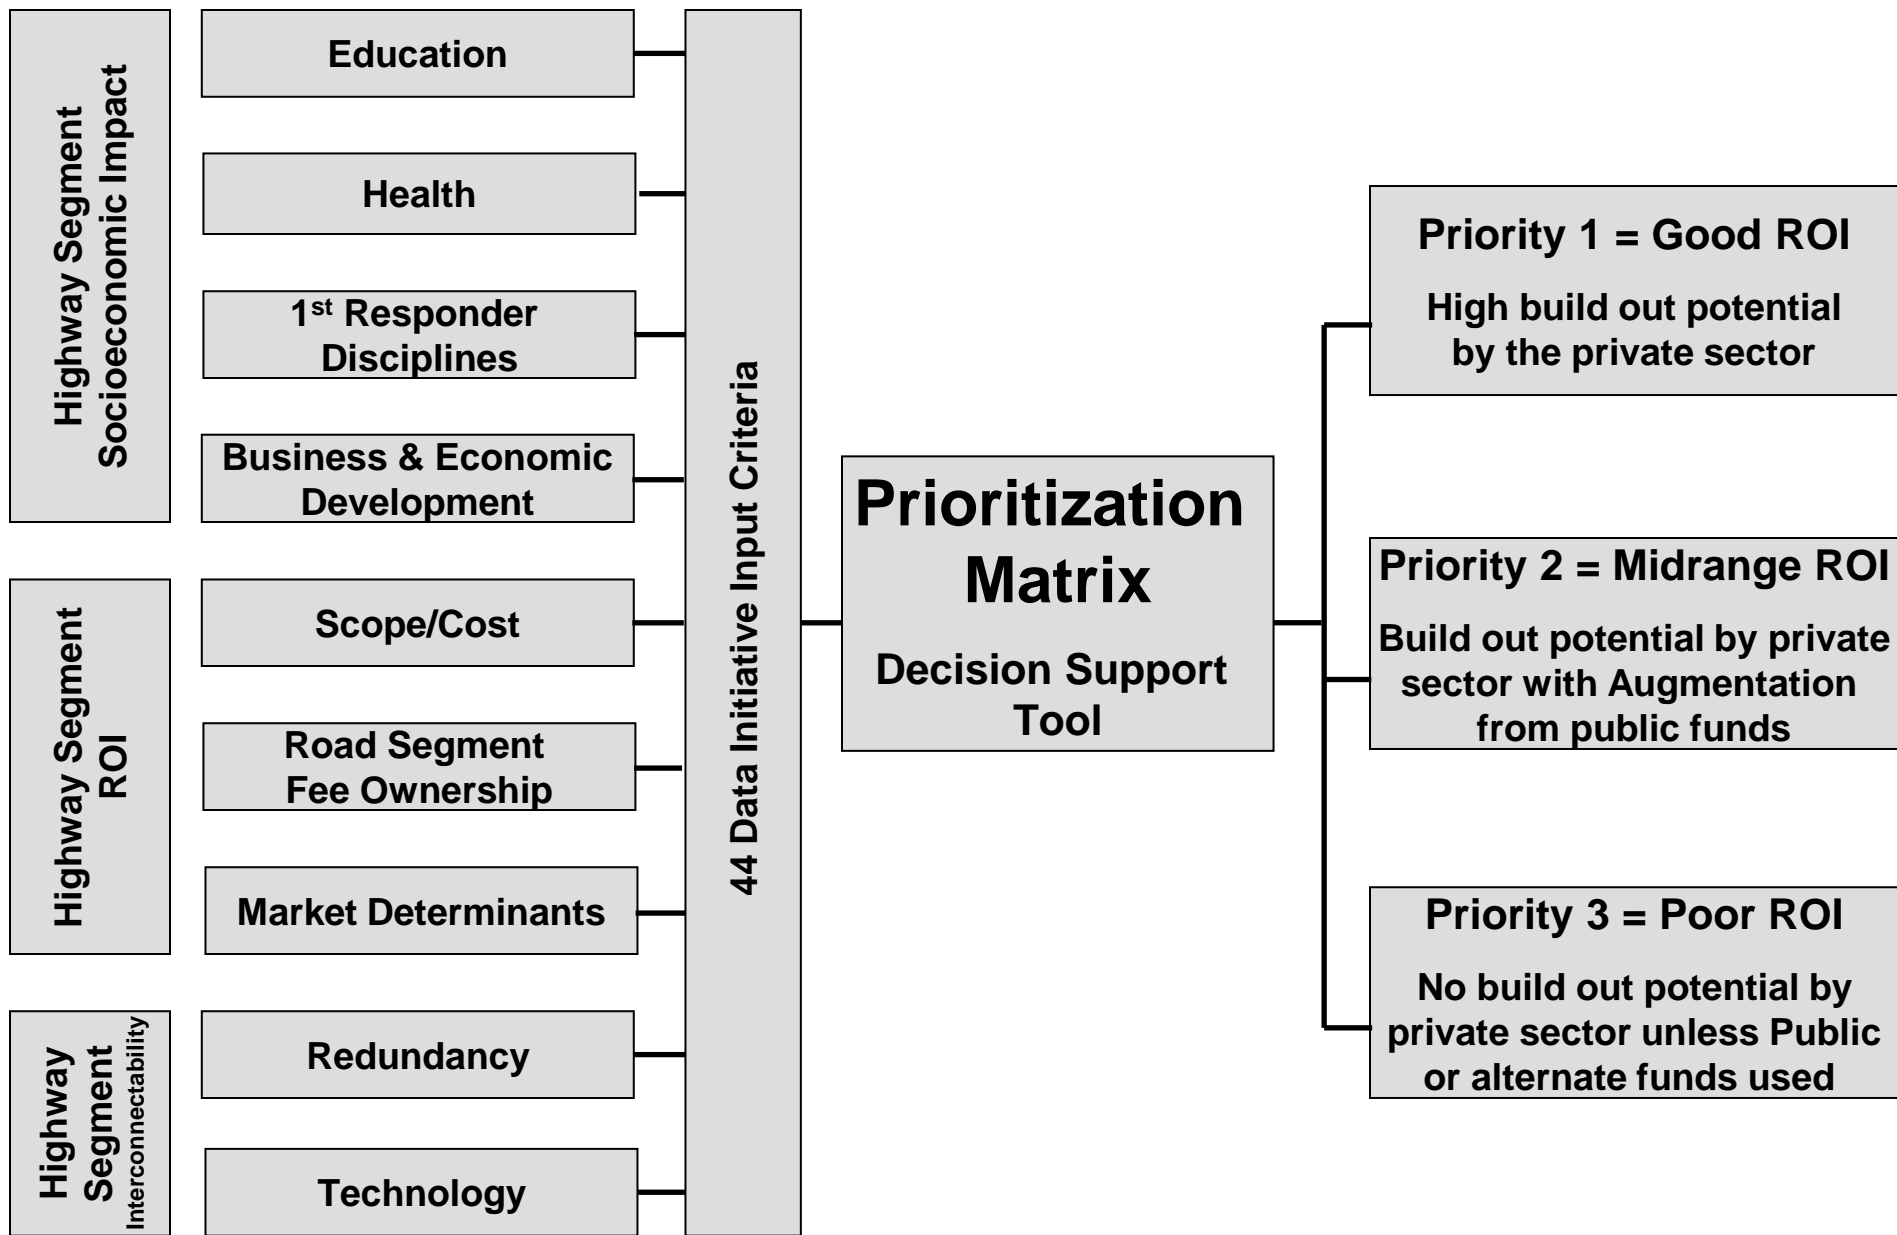 Highway Segment
Socioeconomic Impact
Education
Health
1st Responder
Disciplines
Business & Economic
Development
Highway Segment
ROI
Scope/Cost
Road Segment
Fee Ownership
Market Determinants
Highway
Segment
Interconnectability
Redundancy
Technology
44 Data Initiative Input Criteria
Prioritization
Matrix
Decision Support
Tool
Priority 1 = Good ROI
High build out potential
by the private sector
Priority 2 = Midrange ROI
Build out potential by private
sector with Augmentation
from public funds
Priority 3 = Poor ROI
No build out potential by
private sector unless Public
or alternate funds used